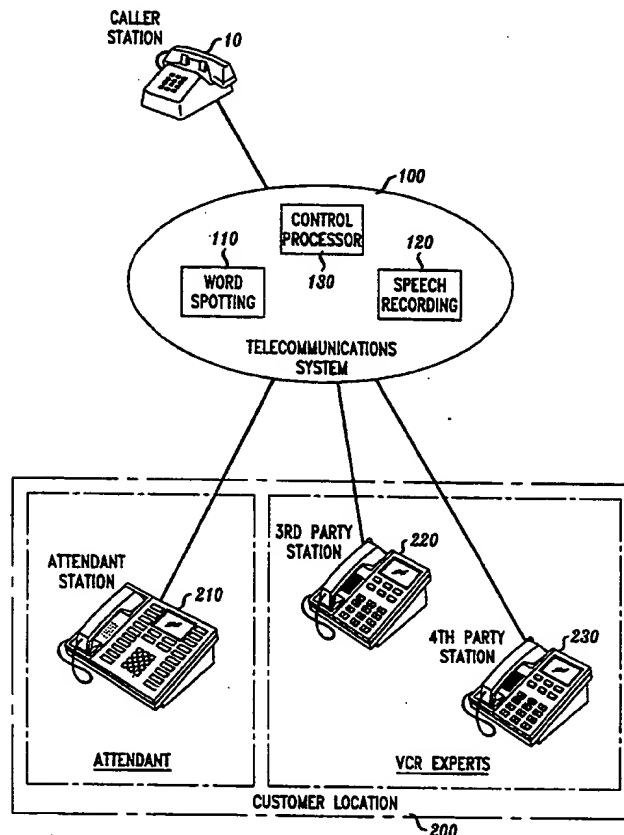 CALLER
STATION
10
100
CONTROL
PROCESSOR
130
110
WORD
SPOTTING
120
SPEECH
RECORDING
TELECOMMUNICATIONS
SYSTEM
ATTENDANT
STATION
210
3RD PARTY
STATION
220
4TH PARTY
STATION
230
ATTENDANT
VCR EXPERTS
CUSTOMER LOCATION
200